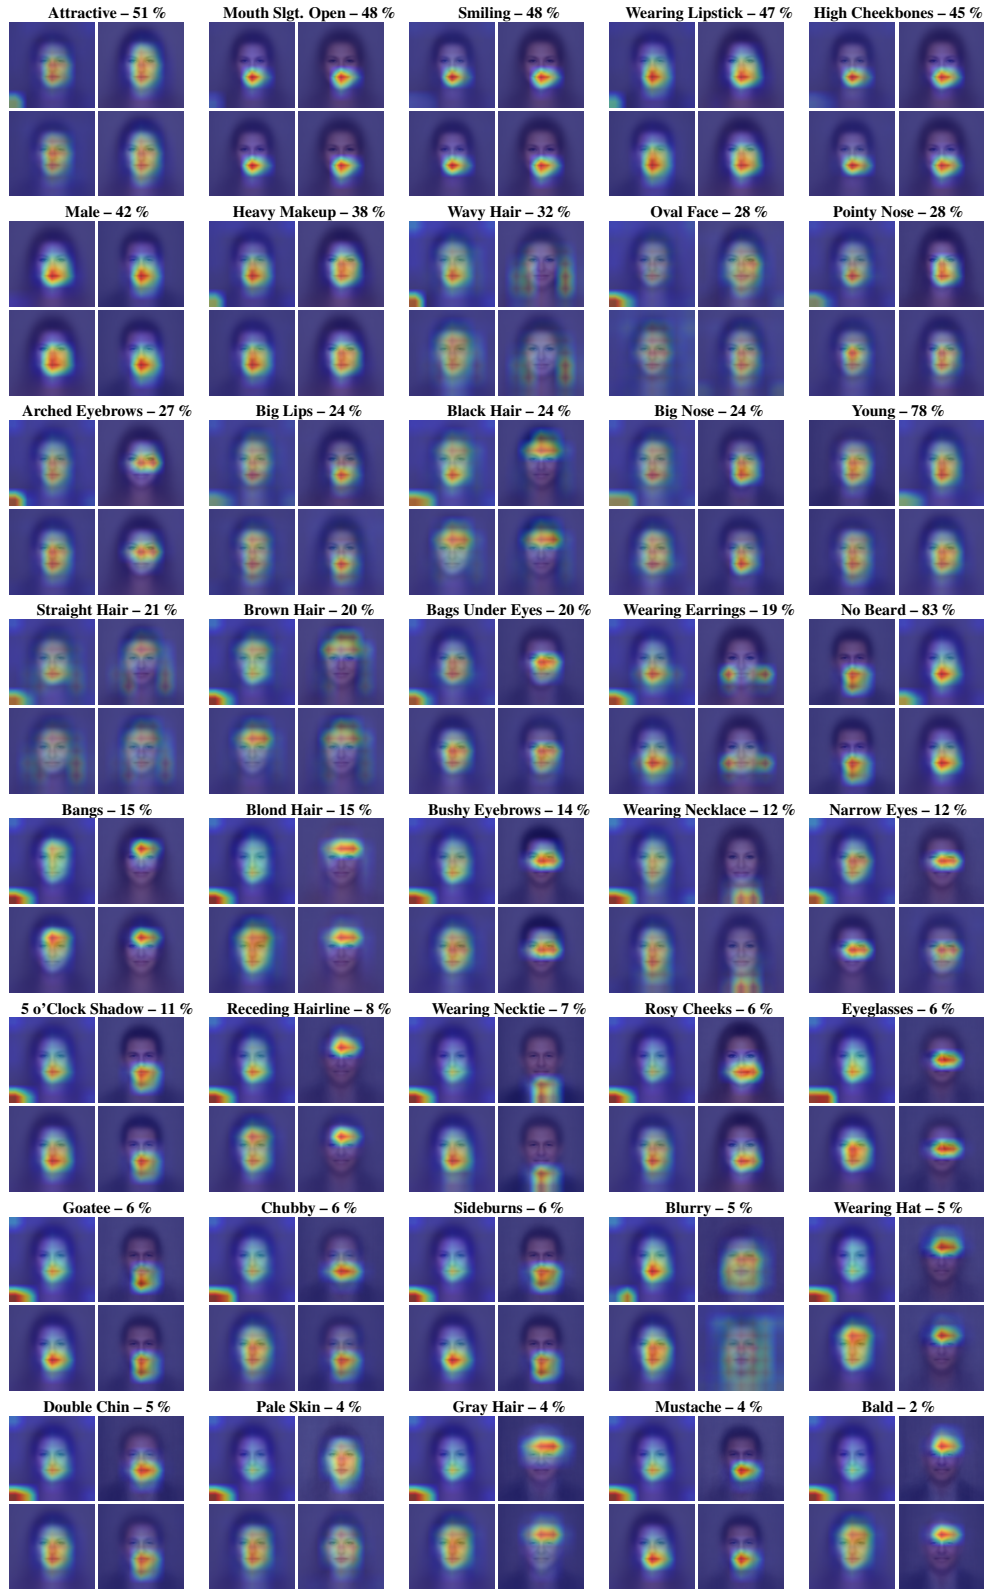 Attractive – 51 %
Mouth Slgt. Open – 48 %
Smiling – 48 %
Wearing Lipstick – 47 %
High Cheekbones – 45 %
Male – 42 %
Heavy Makeup – 38 %
Wavy Hair – 32 %
Oval Face – 28 %
Pointy Nose – 28 %
Arched Eyebrows – 27 %
Big Lips – 24 %
Black Hair – 24 %
Big Nose – 24 %
Young – 78 %
Straight Hair – 21 %
Brown Hair – 20 %
Bags Under Eyes – 20 %
Wearing Earrings – 19 %
No Beard – 83 %
Bangs – 15 %
Blond Hair – 15 %
Bushy Eyebrows – 14 %
Wearing Necklace – 12 %
Narrow Eyes – 12 %
5 o’Clock Shadow – 11 %
Receding Hairline – 8 %
Wearing Necktie – 7 %
Rosy Cheeks – 6 %
Eyeglasses – 6 %
Goatee – 6 %
Chubby – 6 %
Sideburns – 6 %
Blurry – 5 %
Wearing Hat – 5 %
Double Chin – 5 %
Pale Skin – 4 %
Gray Hair – 4 %
Mustache – 4 %
Bald – 2 %